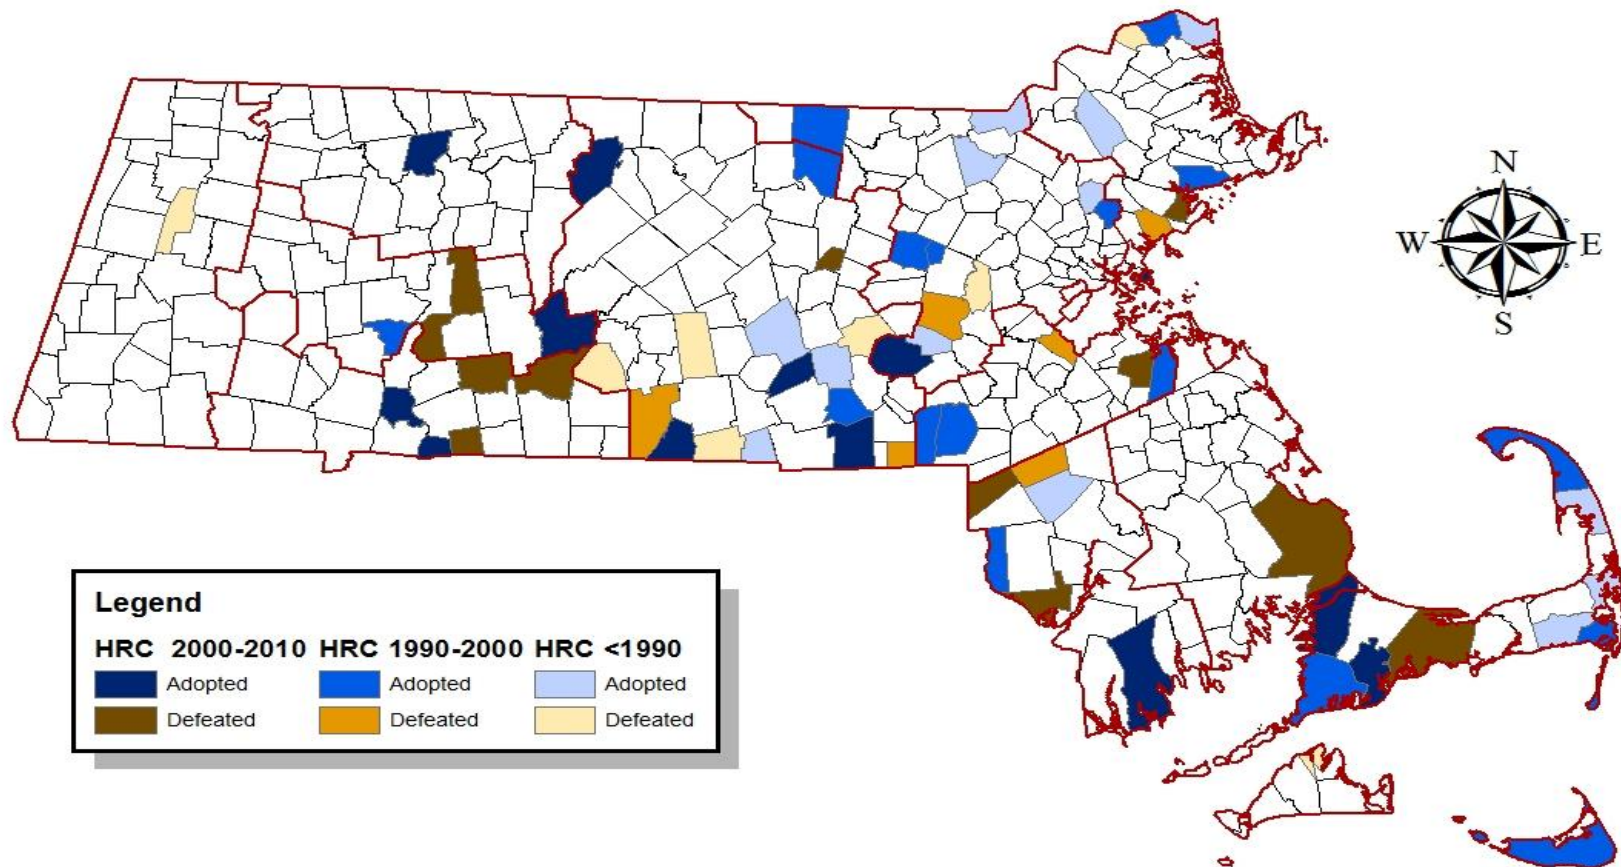 N
W E
S
Legend
HRC 2000-2010 HRC 1990-2000 HRC <1990
Adopted Adopted Adopted
Defeated Defeated Defeated